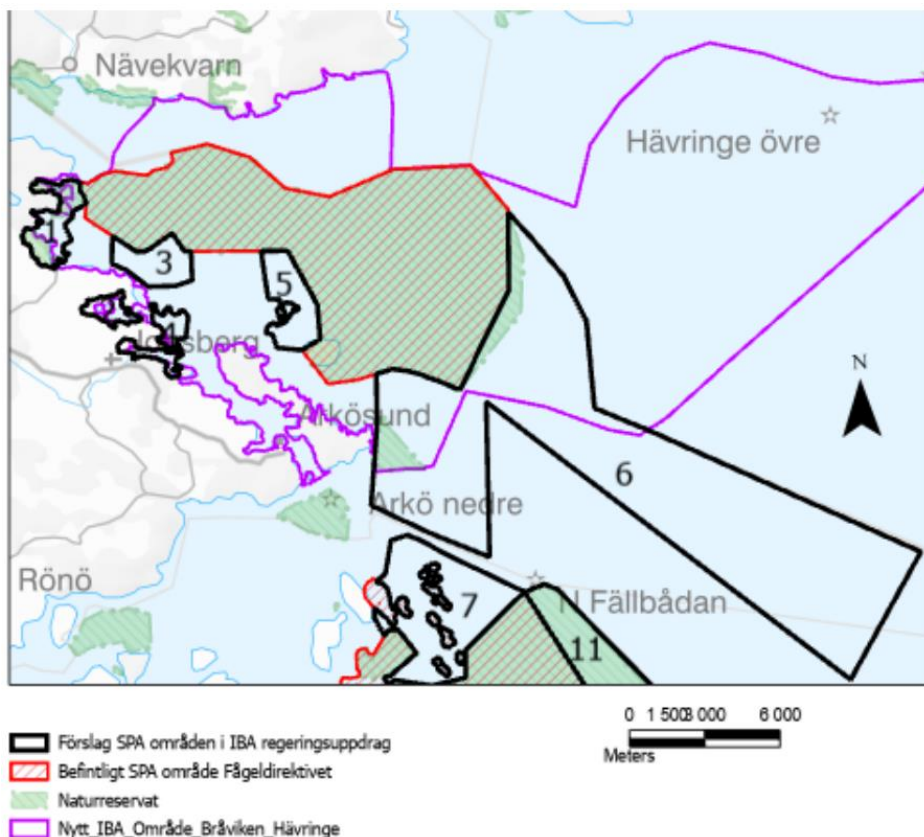 Nävekvarn
Hävringe övre
1
3
5
Arkösund
N
6
Arkö nedre
Rönö
7
N Fällbådan
11
0 1 500 3 000 6 000
Meters
Förslag SPA områden i IBA regeringsuppdrag
Befintligt SPA område Fågeldirektivet
Naturreservat
Nytt_IBA_Område_Bråviken_Hävringe